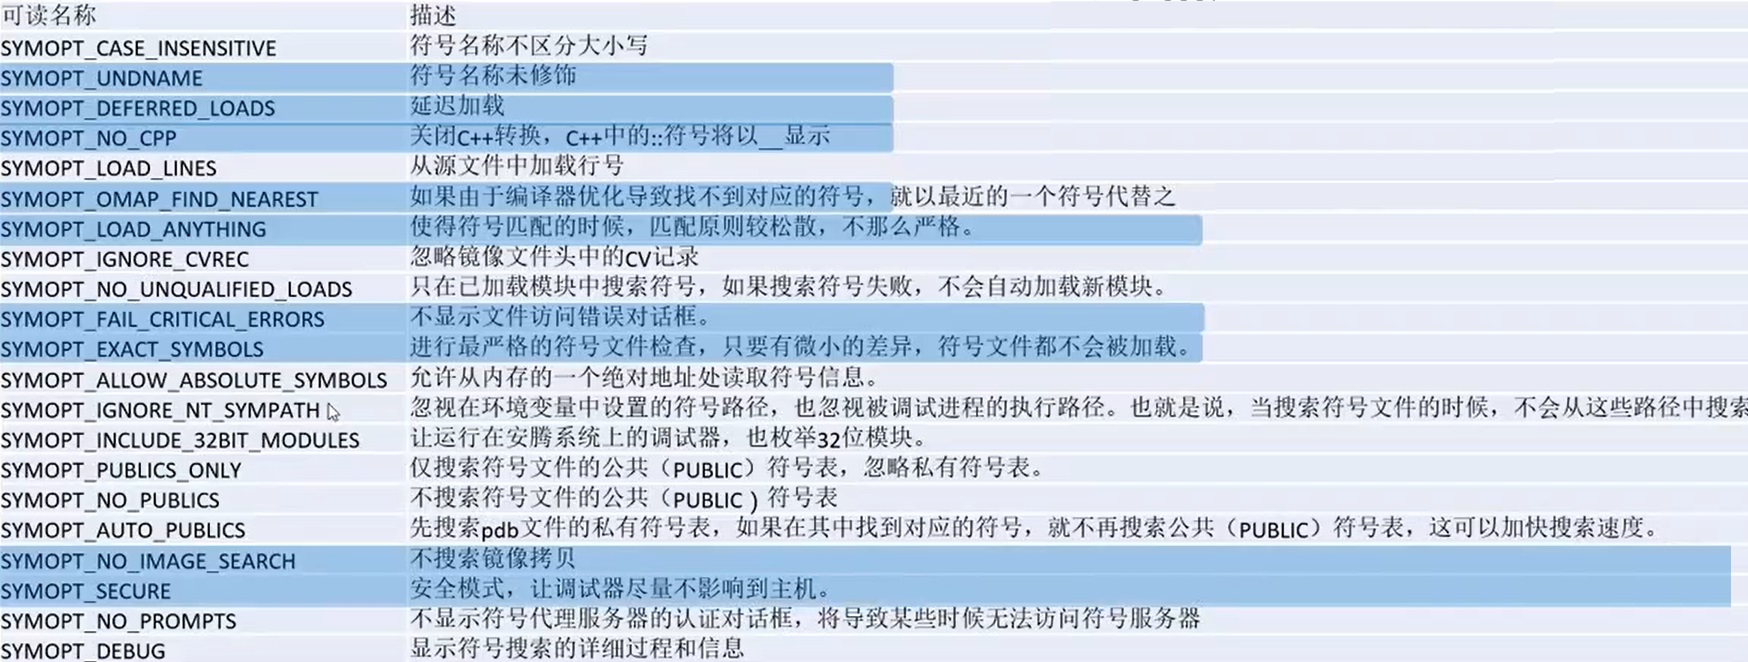 可读名称 描述
SYMOPT_CASE_INSENSITIVE 符号名称不区分大小写
SYMOPT_UNDNAME 符号名称未修饰
SYMOPT_DEFERRED_LOADS 延迟加载
SYMOPT_NO_CPP 关闭C++转换，C++中的::符号将以__显示
SYMOPT_LOAD_LINES 从源文件中加载行号
SYMOPT_OMAP_FIND_NEAREST 如果由于编译器优化导致找不到对应的符号，就以最近的一个符号代替之
SYMOPT_LOAD_ANYTHING 使得符号匹配的时候，匹配原则较松散，不那么严格。
SYMOPT_IGNORE_CVREC 忽略镜像文件头中的CV记录
SYMOPT_NO_UNQUALIFIED_LOADS 只在已加载模块中搜索符号，如果搜索符号失败，不会自动加载新模块。
SYMOPT_FAIL_CRITICAL_ERRORS 不显示文件访问错误对话框。
SYMOPT_EXACT_SYMBOLS 进行最严格的符号文件检查，只要有微小的差异，符号文件都不会被加载。
SYMOPT_ALLOW_ABSOLUTE_SYMBOLS 允许从内存的一个绝对地址处读取符号信息。
SYMOPT_IGNORE_NT_SYMPATH 忽视在环境变量中设置的符号路径，也忽视被调试进程的执行路径。也就是说，当搜索符号文件的时候，不会从这些路径中搜索
SYMOPT_INCLUDE_32BIT_MODULES 让运行在安腾系统上的调试器，也枚举32位模块。
SYMOPT_PUBLICS_ONLY 仅搜索符号文件的公共（PUBLIC）符号表，忽略私有符号表。
SYMOPT_NO_PUBLICS 不搜索符号文件的公共（PUBLIC ）符号表
SYMOPT_AUTO_PUBLICS 先搜索pdb文件的私有符号表，如果在其中找到对应的符号，就不再搜索公共（PUBLIC）符号表，这可以加快搜索速度。
SYMOPT_NO_IMAGE_SEARCH 不搜索镜像拷贝
SYMOPT_SECURE 安全模式，让调试器尽量不影响到主机。
SYMOPT_NO_PROMPTS 不显示符号代理服务器的认证对话框，将导致某些时候无法访问符号服务器
SYMOPT_DEBUG 显示符号搜索的详细过程和信息